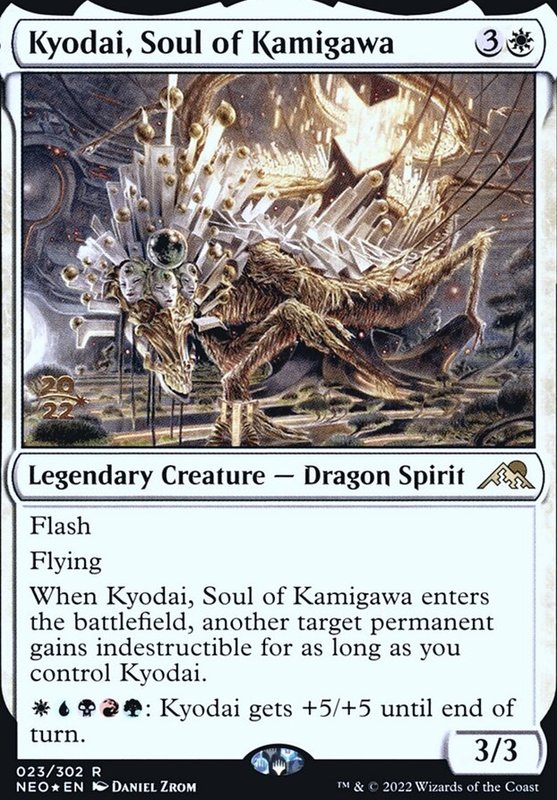 Kyodai, Soul of Kamigawa 3
20
22
Legendary Creature — Dragon Spirit
Flash
Flying
When Kyodai, Soul of Kamigawa enters
the battlefield, another target permanent
gains indestructible for as long as you
control Kyodai.
: Kyodai gets +5/+5 until end of
turn.
3/3
023/302 R
NEO★EN DANIEL ZROM
™ & © 2022 Wizards of the Coast